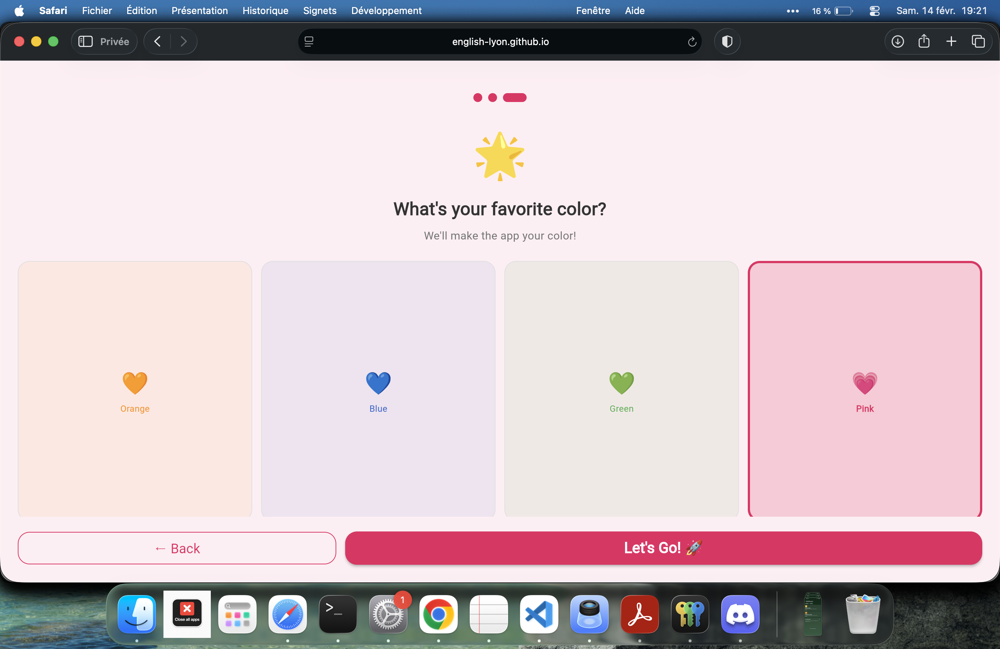 Safari Fichier Édition Présentation Historique Signets Développement Fenêtre Aide ••• 16 % Sam. 14 févr. 19:21
Privée english-lyon.github.io
What's your favorite color?
We'll make the app your color!
Orange
Blue
Green
Pink
← Back
Let's Go! 🚀
Close all apps
>_
1